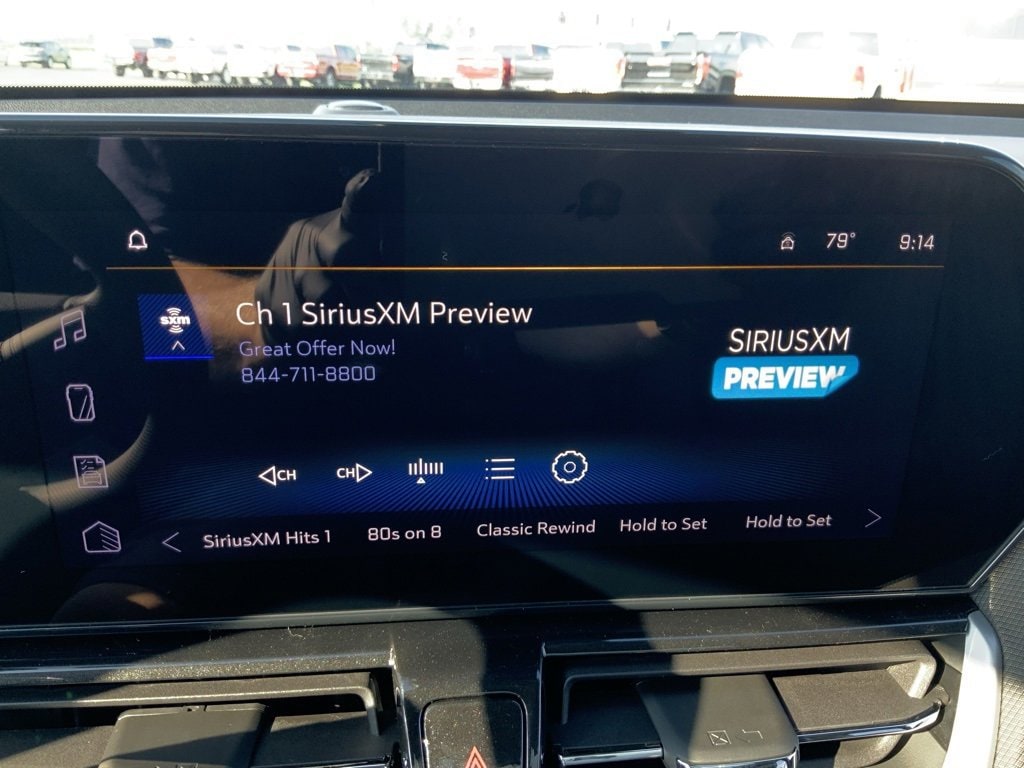 79° 9:14
sxm
Ch 1 SiriusXM Preview
Great Offer Now!
844-711-8800
SIRIUSXM
PREVIEW
CH CH
SiriusXM Hits 1 80s on 8 Classic Rewind Hold to Set Hold to Set